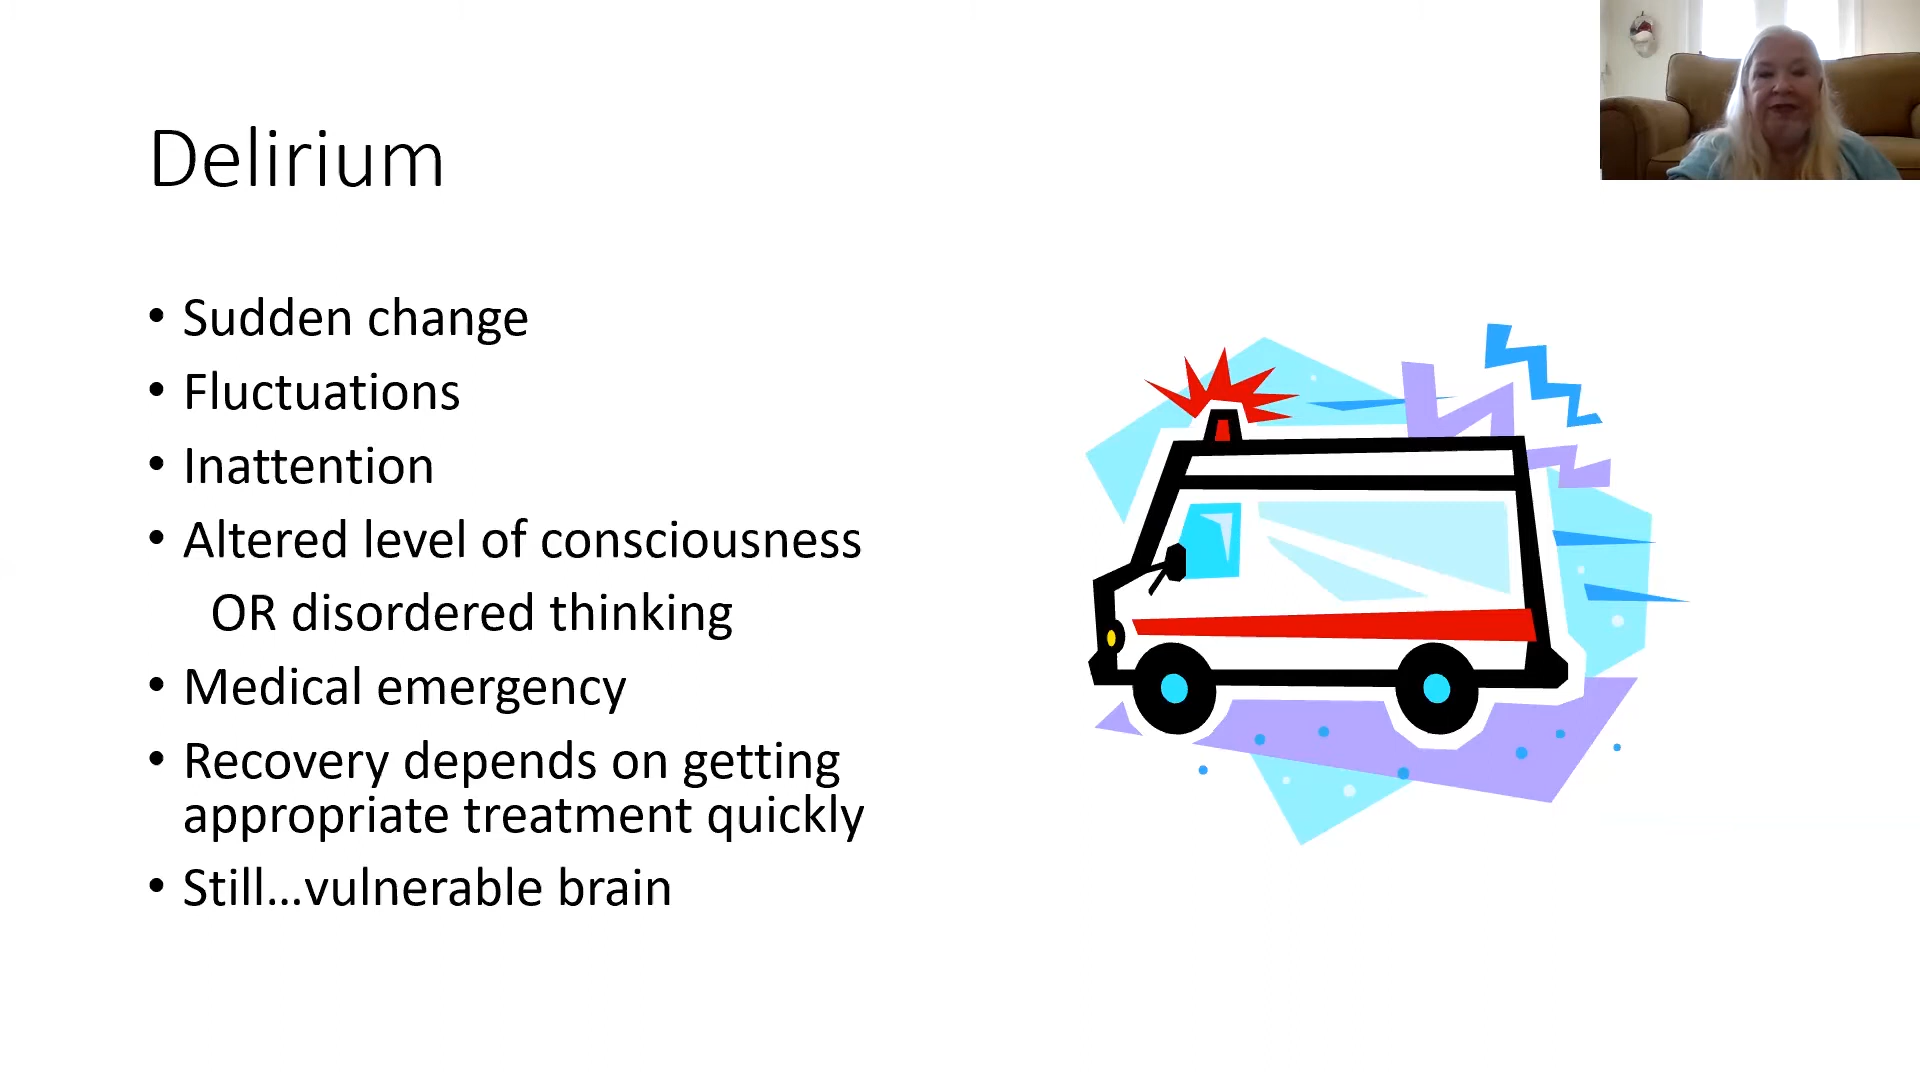 Delirium
• Sudden change
• Fluctuations
• Inattention
• Altered level of consciousness
OR disordered thinking
• Medical emergency
• Recovery depends on getting
appropriate treatment quickly
• Still...vulnerable brain